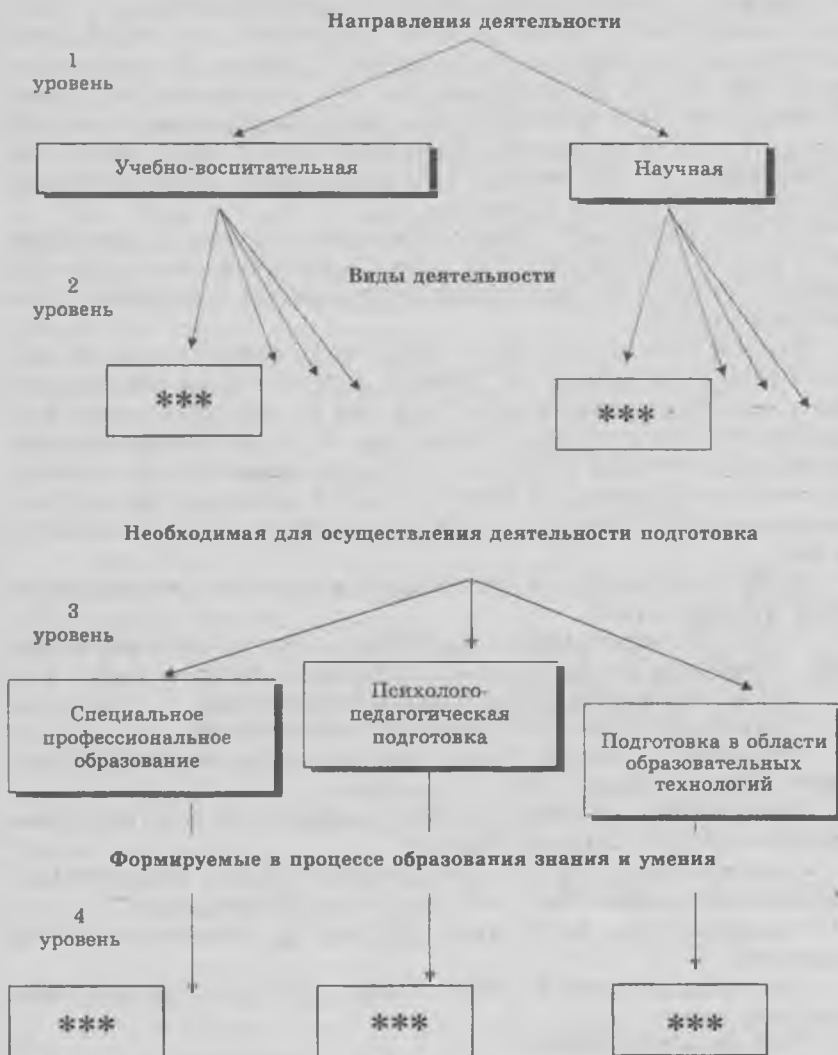 Направления деятельности
1
уровень
Учебно-воспитательная
Научная
Виды деятельности
2
уровень
***
***
Необходимая для осуществления деятельности подготовка
3
уровень
Специальное
профессиональное
образование
Психолого-
педагогическая
подготовка
Подготовка в области
образовательных
технологий
Формируемые в процессе образования знания и умения
4
уровень
***
***
***